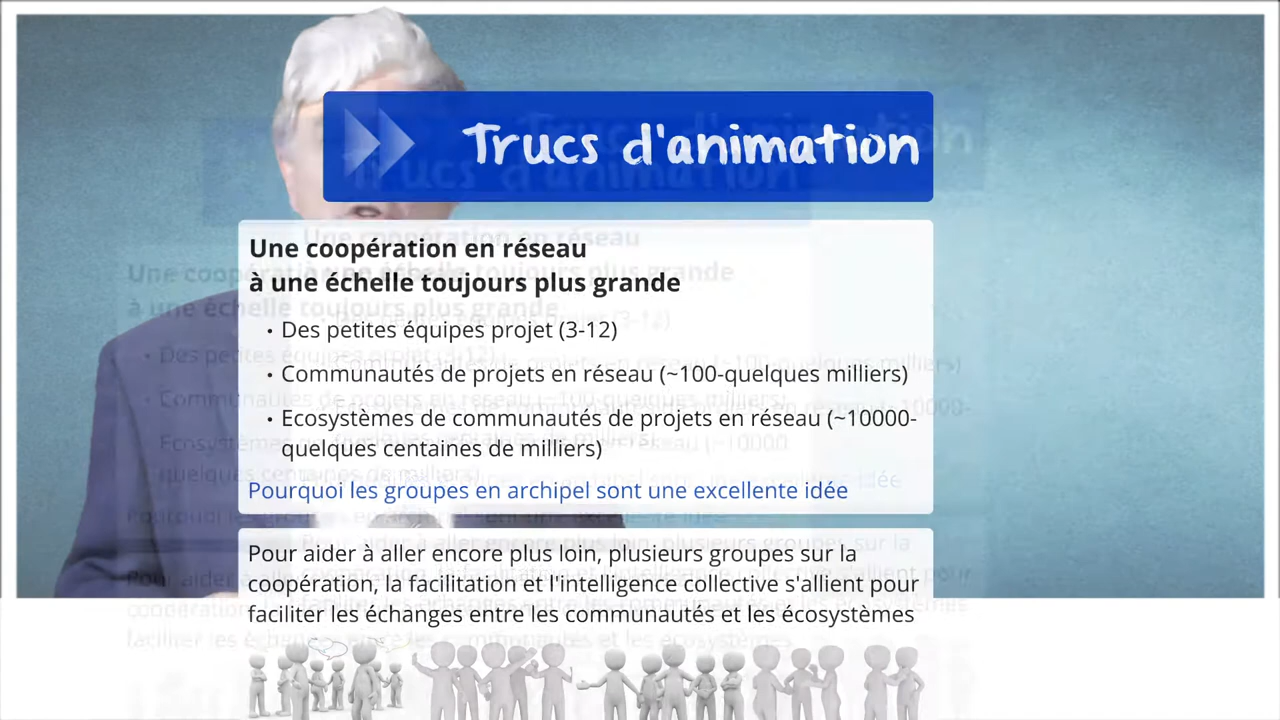 Trucs d'animation
Une coopération en réseau
à une échelle toujours plus grande
• Des petites équipes projet (3-12)
• Communautés de projets en réseau (~100-quelques milliers)
• Ecosystèmes de communautés de projets en réseau (~10000-
quelques centaines de milliers)
Pourquoi les groupes en archipel sont une excellente idée
Pour aider à aller encore plus loin, plusieurs groupes sur la
coopération, la facilitation et l'intelligence collective s'allient pour
faciliter les échanges entre les communautés et les écosystèmes